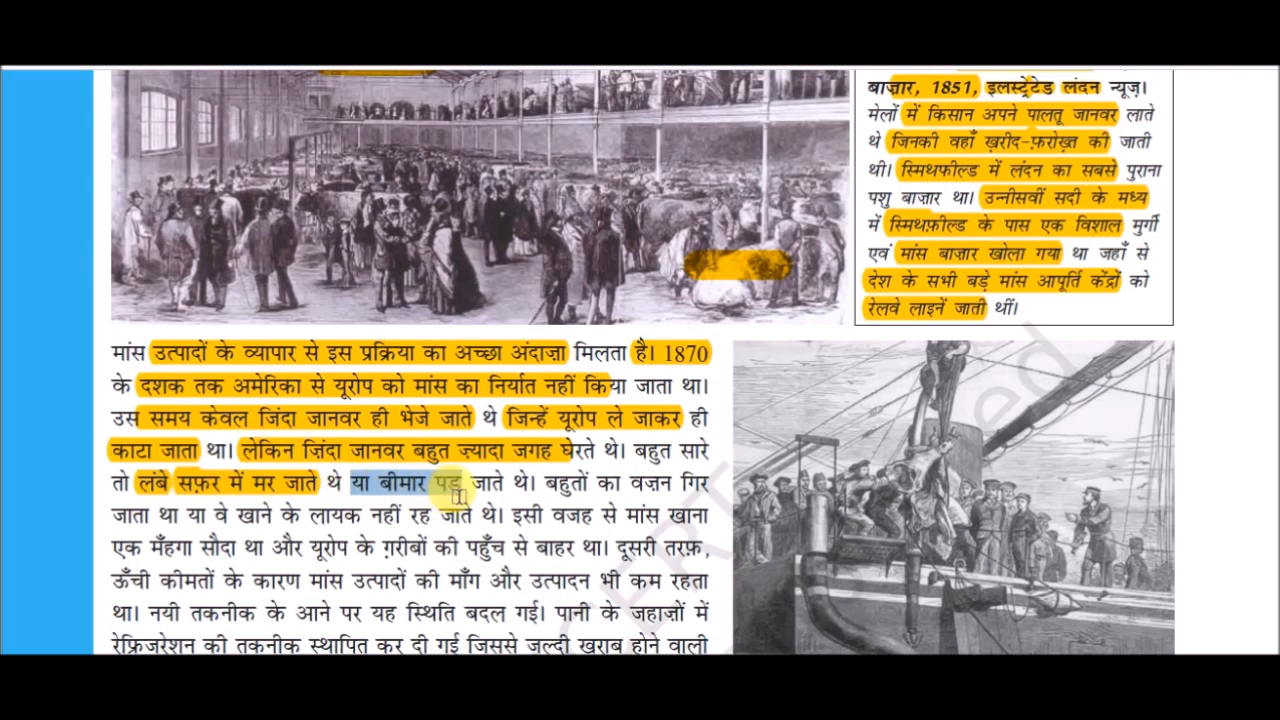 बाज़ार, 1851, इलस्ट्रेटेड लंदन न्यूज़।
मेलों में किसान अपने पालतू जानवर लाते
थे जिनकी वहाँ ख़रीद-फ़रोख़्त की जाती
थी। स्मिथफील्ड में लंदन का सबसे पुराना
पशु बाज़ार था। उन्नीसवीं सदी के मध्य
में स्मिथफ़ील्ड के पास एक विशाल मुर्गी
एवं मांस बाज़ार खोला गया था जहाँ से
देश के सभी बड़े मांस आपूर्ति केंद्रों को
रेलवे लाइनें जाती थीं।
मांस उत्पादों के व्यापार से इस प्रक्रिया का अच्छा अंदाज़ा मिलता है। 1870
के दशक तक अमेरिका से यूरोप को मांस का निर्यात नहीं किया जाता था।
उस समय केवल जिंदा जानवर ही भेजे जाते थे जिन्हें यूरोप ले जाकर ही
काटा जाता था। लेकिन ज़िंदा जानवर बहुत ज़्यादा जगह घेरते थे। बहुत सारे
तो लंबे सफ़र में मर जाते थे या बीमार पड़ जाते थे। बहुतों का वजन गिर
जाता था या वे खाने के लायक नहीं रह जाते थे। इसी वजह से मांस खाना
एक मँहगा सौदा था और यूरोप के ग़रीबों की पहुँच से बाहर था। दूसरी तरफ़,
ऊँची कीमतों के कारण मांस उत्पादों की माँग और उत्पादन भी कम रहता
था। नयी तकनीक के आने पर यह स्थिति बदल गई। पानी के जहाज़ों में
रेफ्रिजरेशन की तकनीक स्थापित कर दी गई जिससे जल्दी खराब होने वाली